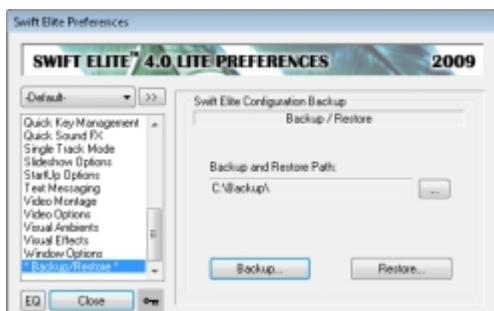 Swift Elite Preferences
SWIFT ELITE™ 4.0 LITE PREFERENCES 2009
-Default- >>
Quick Key Management
Quick Sound FX
Single Track Mode
Slideshow Options
StartUp Options
Text Messaging
Video Montage
Video Options
Visual Ambients
Visual Effects
Window Options
* Backup/Restore *
EQ Close
Swift Elite Configuration Backup
Backup / Restore
Backup and Restore Path:
C:\Backup\ ...
Backup... Restore...